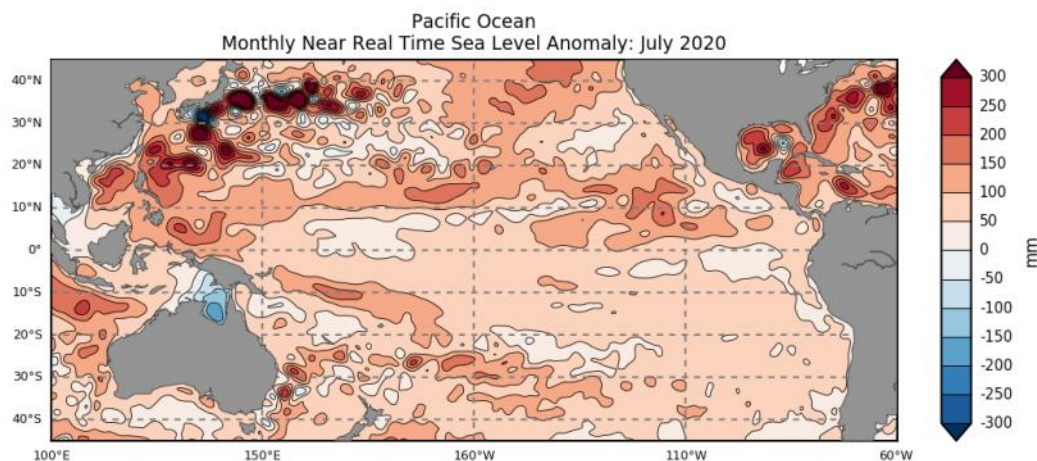 Pacific Ocean
Monthly Near Real Time Sea Level Anomaly: July 2020
40°N
30°N
20°N
10°N
0°
10°S
20°S
30°S
40°S
100°E
150°E
160°W
110°W
60°W
300
250
200
150
100
50
0
-50
-100
-150
-200
-250
-300
mm